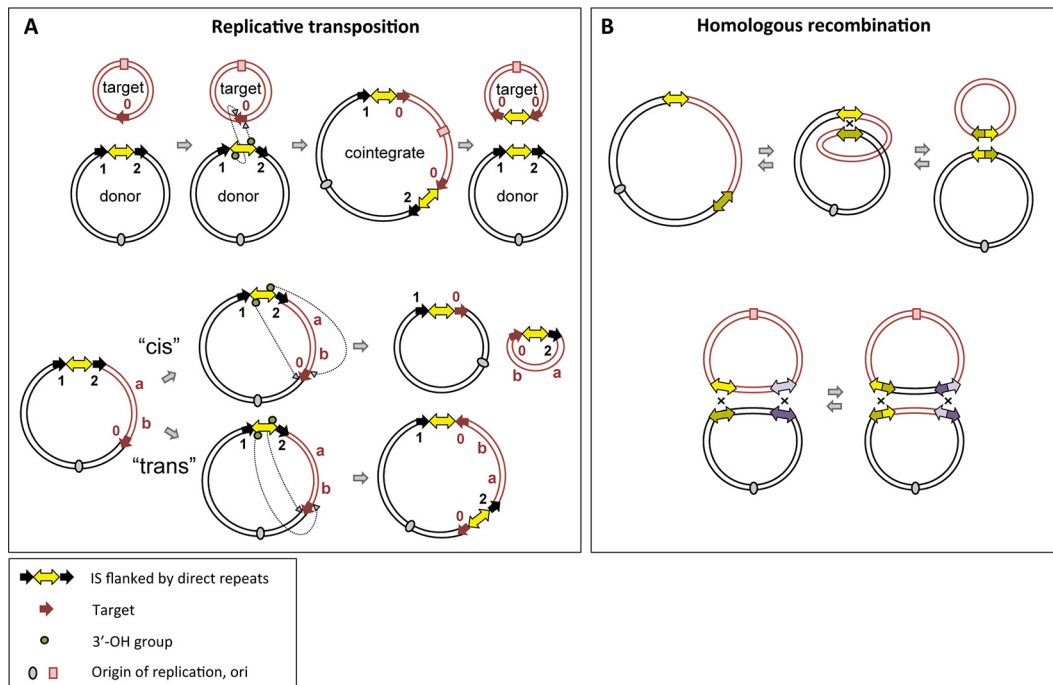 A
Replicative transposition
target
0
1 2
donor
target
0
1 2
donor
1 0
cointegrate
0
2
target
0 0
1 2
donor
1 2
a
b
0
"cis"
1 2
a
b
0
1 0
0 2
b a
"trans"
1 2
a
b
0
1 0
b
a
2
0
B
Homologous recombination
×
×
×
IS flanked by direct repeats
Target
3'-OH group
Origin of replication, ori